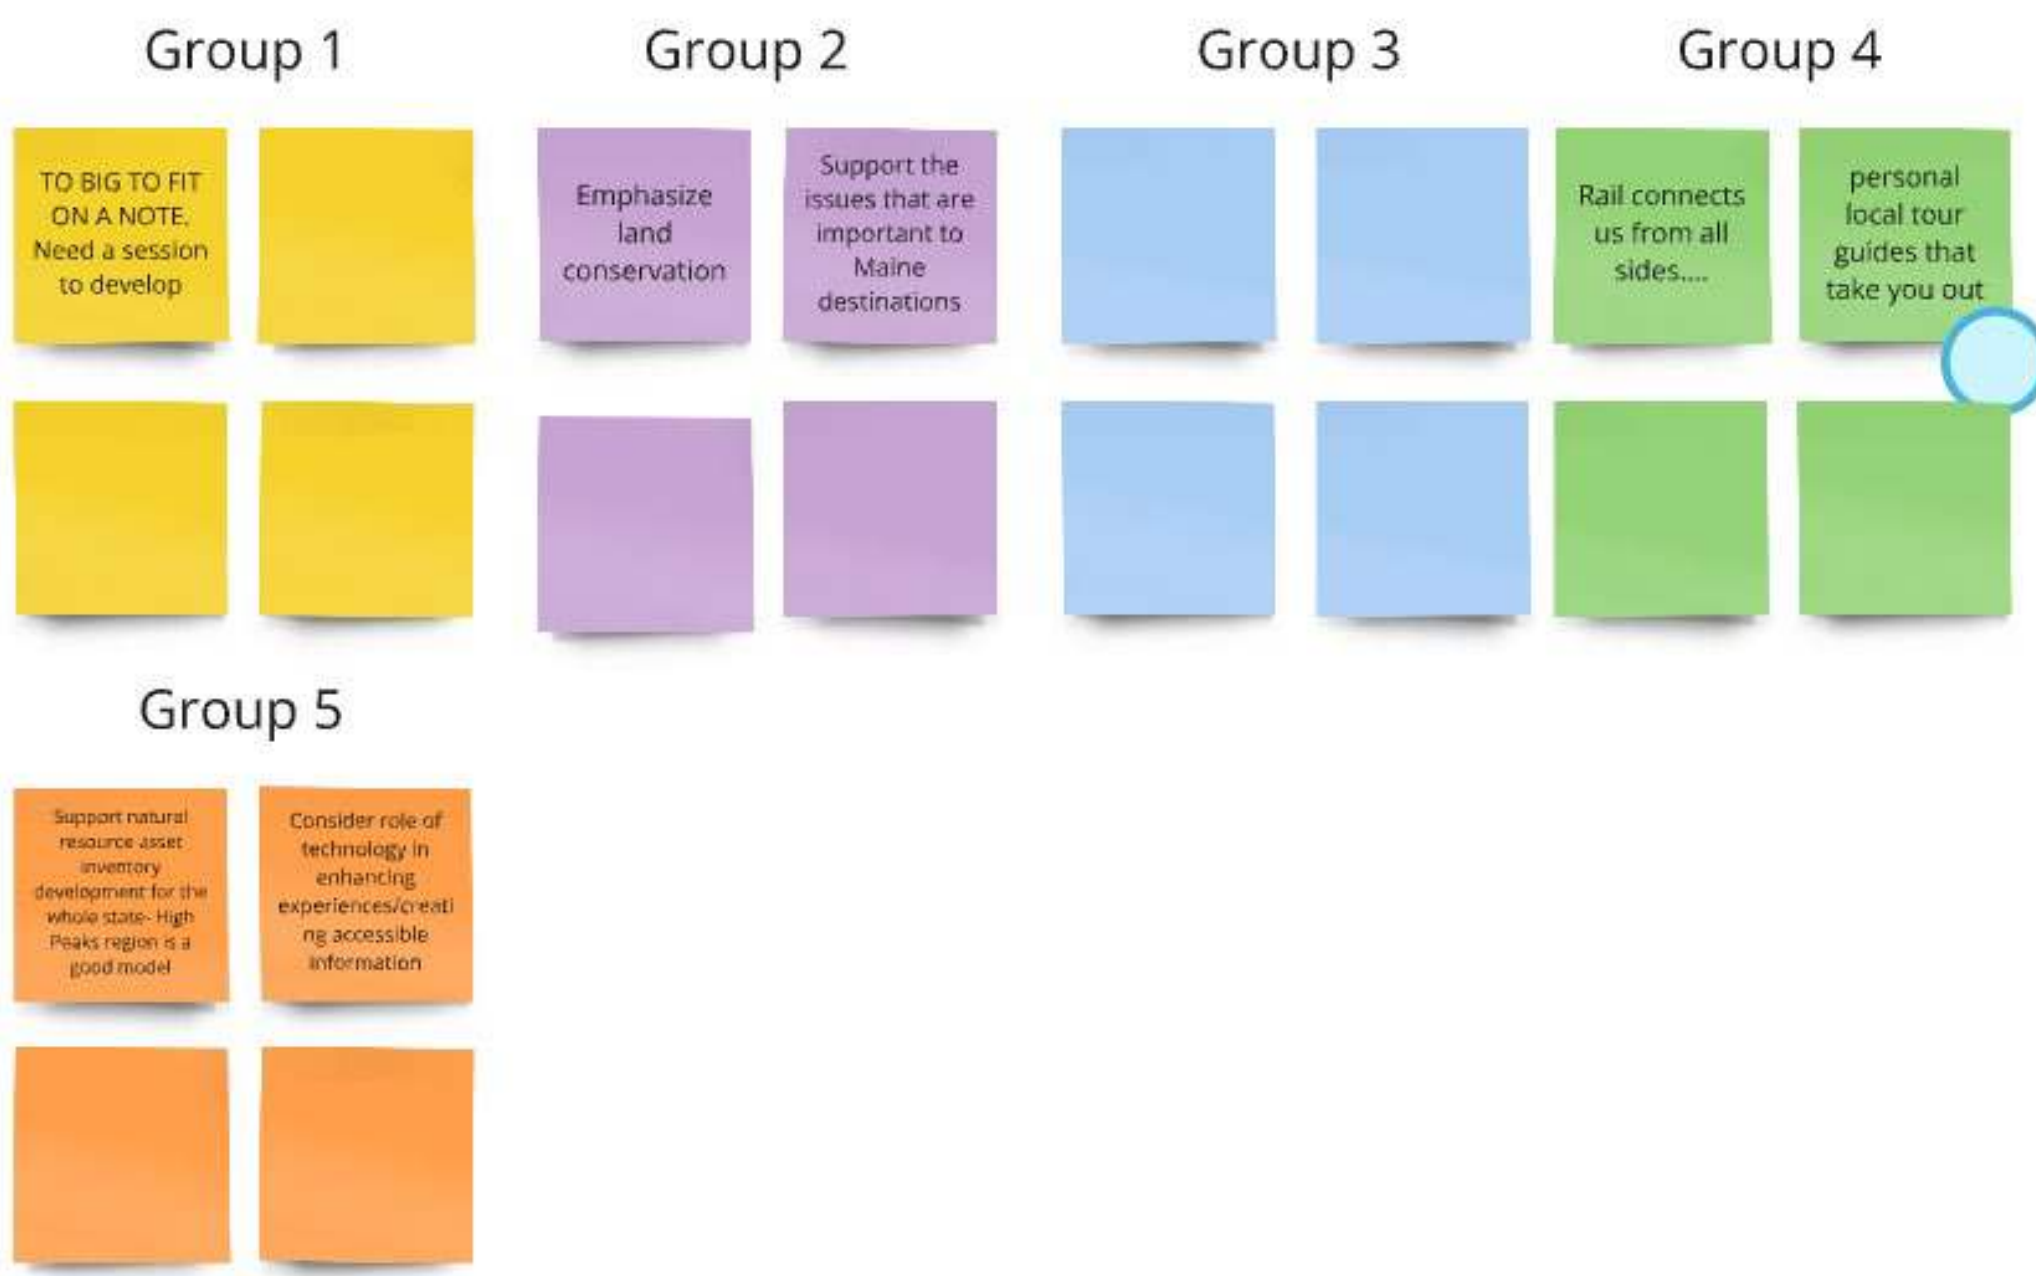 Group 1
Group 2
Group 3
Group 4
TO BIG TO FIT
ON A NOTE.
Need a session
to develop
Emphasize
land
conservation
Support the
issues that are
important to
Maine
destinations
Rail connects
us from all
sides....
personal
local tour
guides that
take you out
Group 5
Support natural
resource asset
inventory
development for the
whole state- High
Peaks region is a
good model
Consider role of
technology in
enhancing
experiences/creati
ng accessible
information